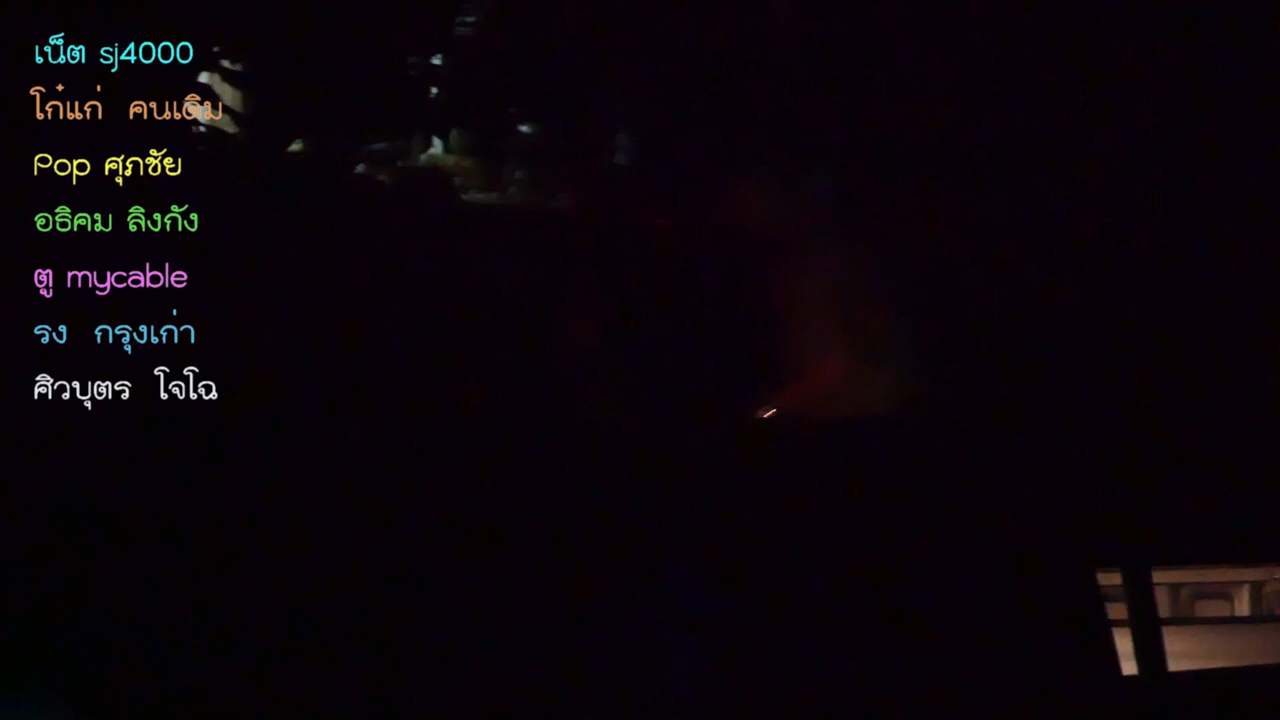 เน็ต sj4000
โก๋แก่ คนเดิม
Pop ศุภชัย
อธิคม ลิงกัง
ตู mycable
รง กรุงเก่า
ศิวบุตร โจโฉ